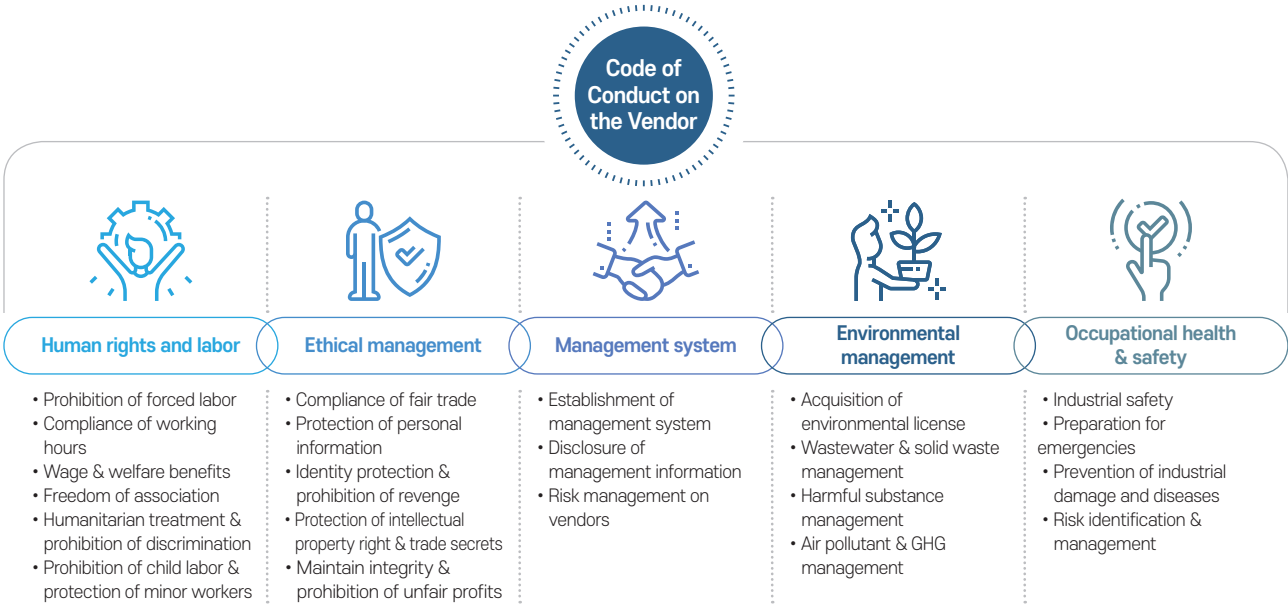 Code of
Conduct on
the Vendor
Human rights and labor
• Prohibition of forced labor
• Compliance of working
hours
• Wage & welfare benefits
• Freedom of association
• Humanitarian treatment &
prohibition of discrimination
• Prohibition of child labor &
protection of minor workers
Ethical management
• Compliance of fair trade
• Protection of personal
information
• Identity protection &
prohibition of revenge
• Protection of intellectual
property right & trade secrets
• Maintain integrity &
prohibition of unfair profits
Management system
• Establishment of
management system
• Disclosure of
management information
• Risk management on
vendors
Environmental
management
• Acquisition of
environmental license
• Wastewater & solid waste
management
• Harmful substance
management
• Air pollutant & GHG
management
Occupational health
& safety
• Industrial safety
• Preparation for
emergencies
• Prevention of industrial
damage and diseases
• Risk identification &
management